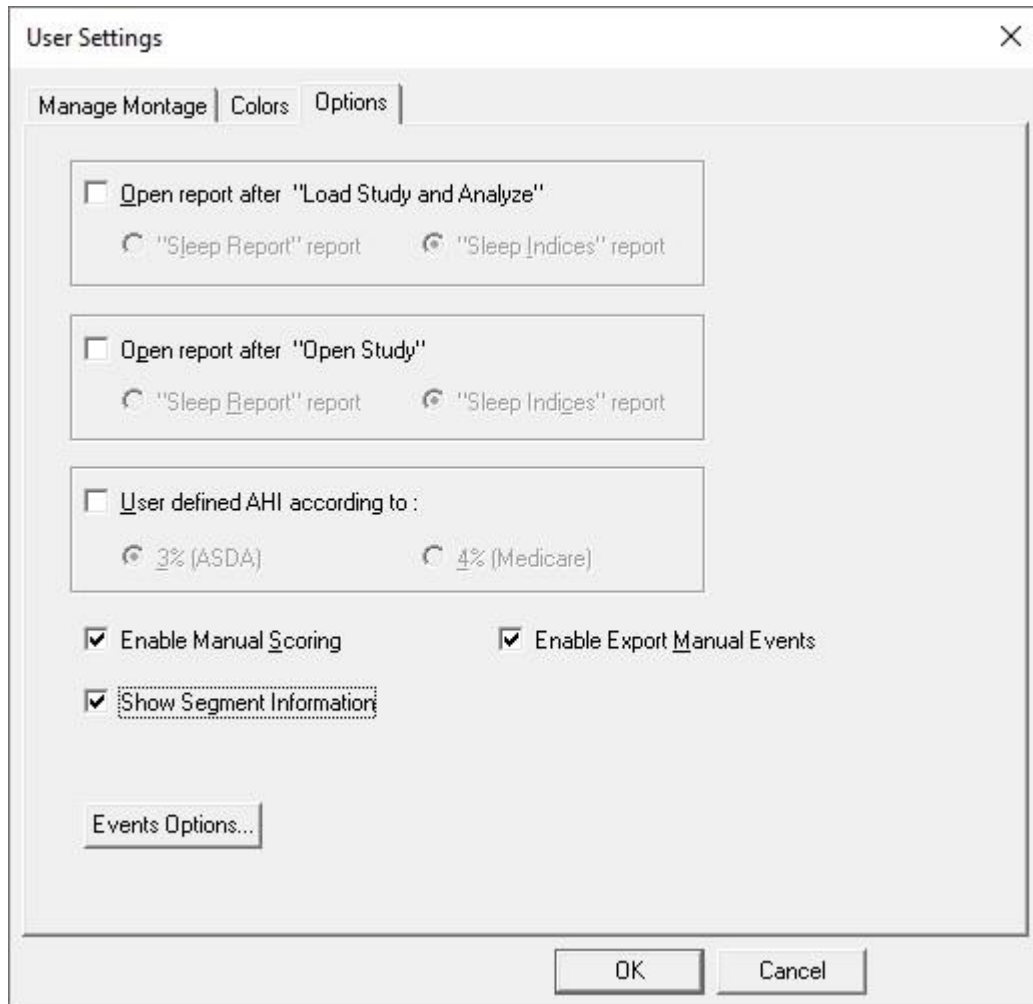 User Settings
Manage Montage Colors Options
Open report after "Load Study and Analyze"
"Sleep Report" report "Sleep Indices" report
Open report after "Open Study"
"Sleep Report" report "Sleep Indices" report
User defined AHI according to :
3% (ASDA) 4% (Medicare)
Enable Manual Scoring Enable Export Manual Events
Show Segment Information
Events Options...
OK Cancel